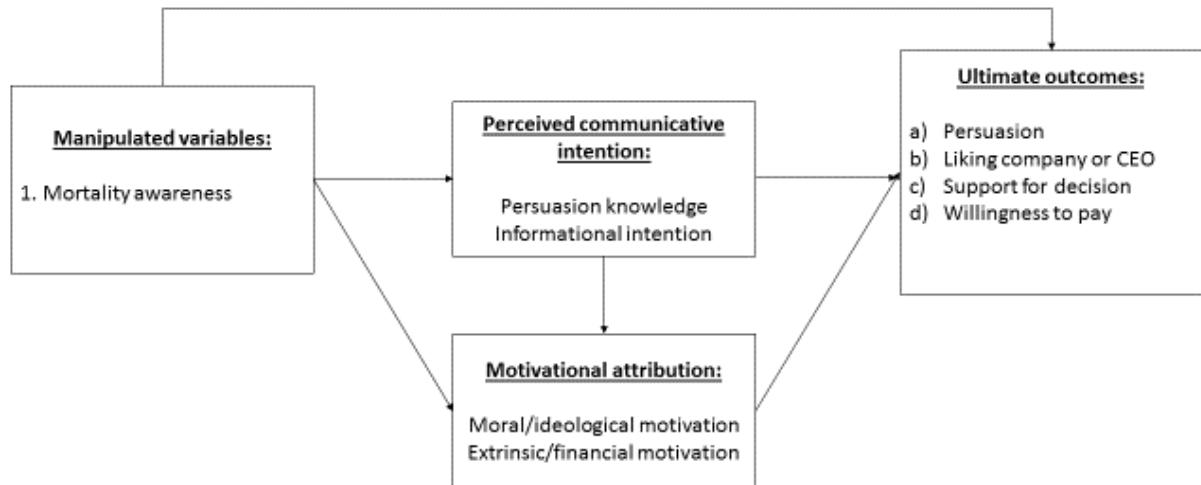 Manipulated variables:
1. Mortality awareness
Perceived communicative
intention:
Persuasion knowledge
Informational intention
Motivational attribution:
Moral/ideological motivation
Extrinsic/financial motivation
Ultimate outcomes:
a) Persuasion
b) Liking company or CEO
c) Support for decision
d) Willingness to pay